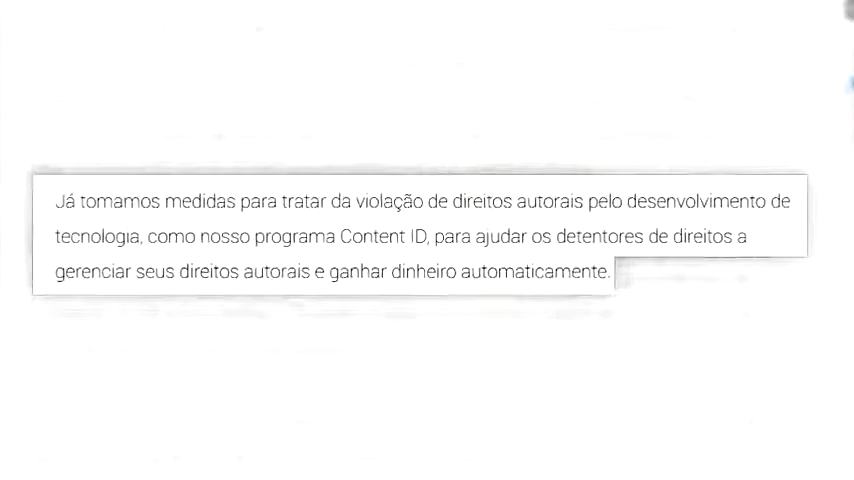 Já tomamos medidas para tratar da violação de direitos autorais pelo desenvolvimento de
tecnologia, como nosso programa Content ID, para ajudar os detentores de direitos a
gerenciar seus direitos autorais e ganhar dinheiro automaticamente.